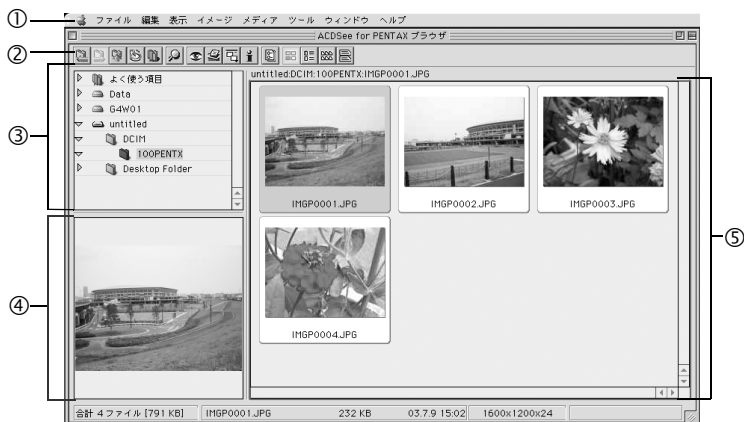 ① ファイル 編集 表示 イメージ メディア ツール ウィンドウ ヘルプ
ACDSee for PENTAX ブラウザ
②
untitled:DCIM:100PENTX:IMGP0001.JPG
よく使う項目
Data
G4W01
③ untitled
DCIM
100PENTX
Desktop Folder
IMGP0001.JPG IMGP0002.JPG IMGP0003.JPG
⑤
④
IMGP0004.JPG
合計 4 ファイル [791 KB] IMGP0001.JPG 232 KB 03.7.9 15:02 1600x1200x24